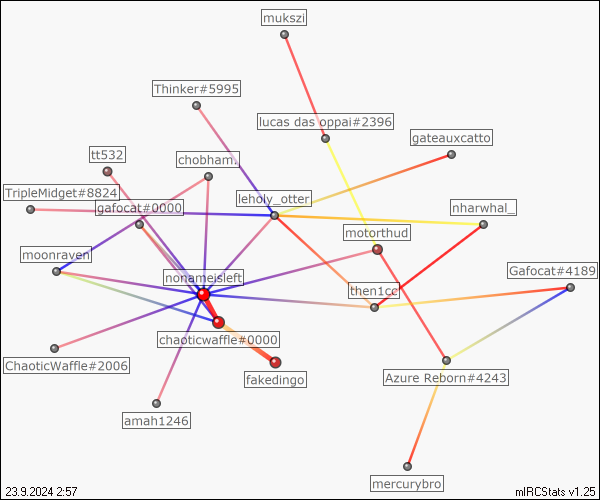 mukszi
Thinker#5995
lucas das oppai#2396
gateauxcatto
tt532
chobham.
TripleMidget#8824
leholy_otter
gafocat#0000
nharwhal_
motorthud
moonraven
nonameisleft
Gafocat#4189
then1cc
chaoticwaffle#0000
ChaoticWaffle#2006
fakedingo
Azure Reborn#4243
amah1246
mercurybro
23.9.2024 2:57
mIRCStats v1.25